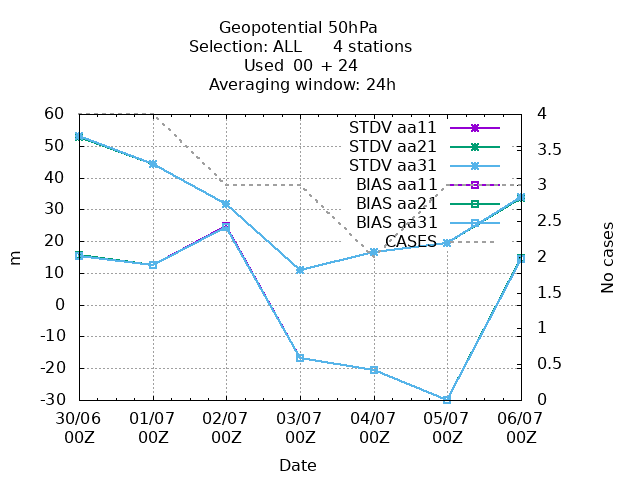 Geopotential 50hPa
Selection: ALL      4 stations
Used  00 + 24
Averaging window: 24h
60
50
40
30
20
10
0
-10
-20
-30
m
STDV aa11
STDV aa21
STDV aa31
BIAS aa11
BIAS aa21
BIAS aa31
CASES
4
3.5
3
2.5
2
1.5
1
0.5
0
No cases
30/06 01/07 02/07 03/07 04/07 05/07 06/07
00Z 00Z 00Z 00Z 00Z 00Z 00Z
Date